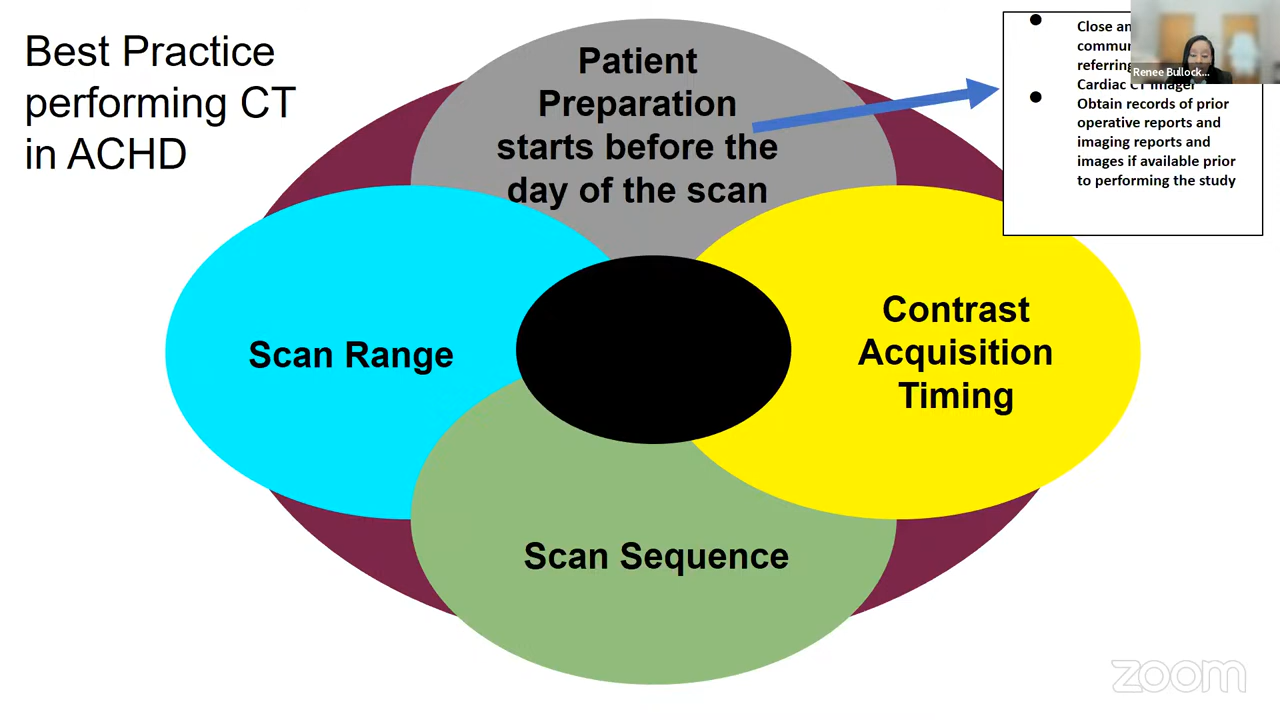 Best Practice
performing CT
in ACHD
Patient
Preparation
starts before the
day of the scan
Scan Range
Contrast
Acquisition
Timing
Scan Sequence
Close
referring
Cardiac CT Imager
Obtain records of prior
operative reports and
imaging reports and
images if available prior
to performing the study
Renee Bullock...
zoom